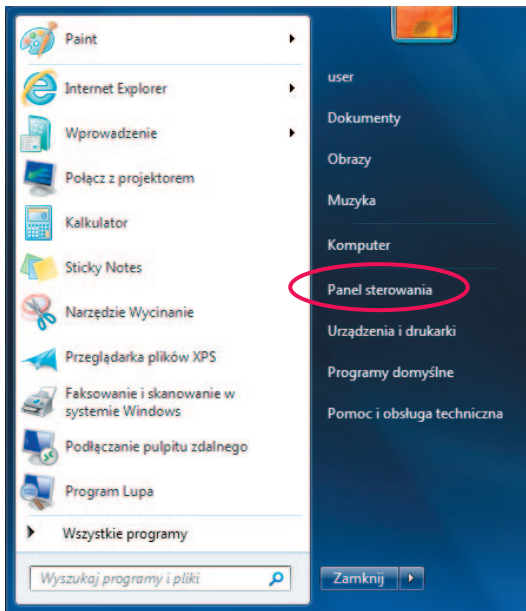 Paint
Internet Explorer
Wprowadzenie
Połącz z projektorem
Kalkulator
Sticky Notes
Narzędzie Wycinanie
Przeglądarka plików XPS
Faksowanie i skanowanie w
systemie Windows
Podłączanie pulpitu zdalnego
Program Lupa
Wszystkie programy
Wyszukaj programy i pliki
user
Dokumenty
Obrazy
Muzyka
Komputer
Panel sterowania
Urządzenia i drukarki
Programy domyślne
Pomoc i obsługa techniczna
Zamknij